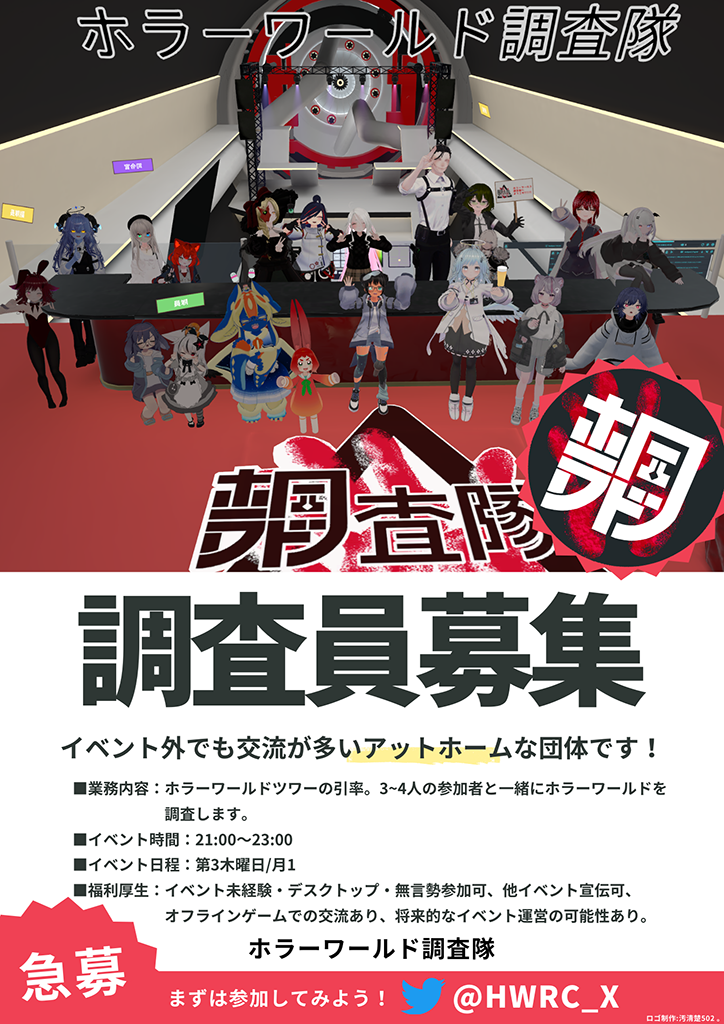 ホラーワールド調査隊
調査隊
調査員募集
イベント外でも交流が多いアットホームな団体です！
■業務内容：ホラーワールドツワーの引率。3~4人の参加者と一緒にホラーワールドを
調査します。
■イベント時間：21:00～23:00
■イベント日程：第3木曜日/月1
■福利厚生：イベント未経験・デスクトップ・無言勢参加可、他イベント宣伝可、
オフラインゲームでの交流あり、将来的なイベント運営の可能性あり。
ホラーワールド調査隊
急募
まずは参加してみよう！
@HWRC_X
ロゴ制作:汚清楚S02。